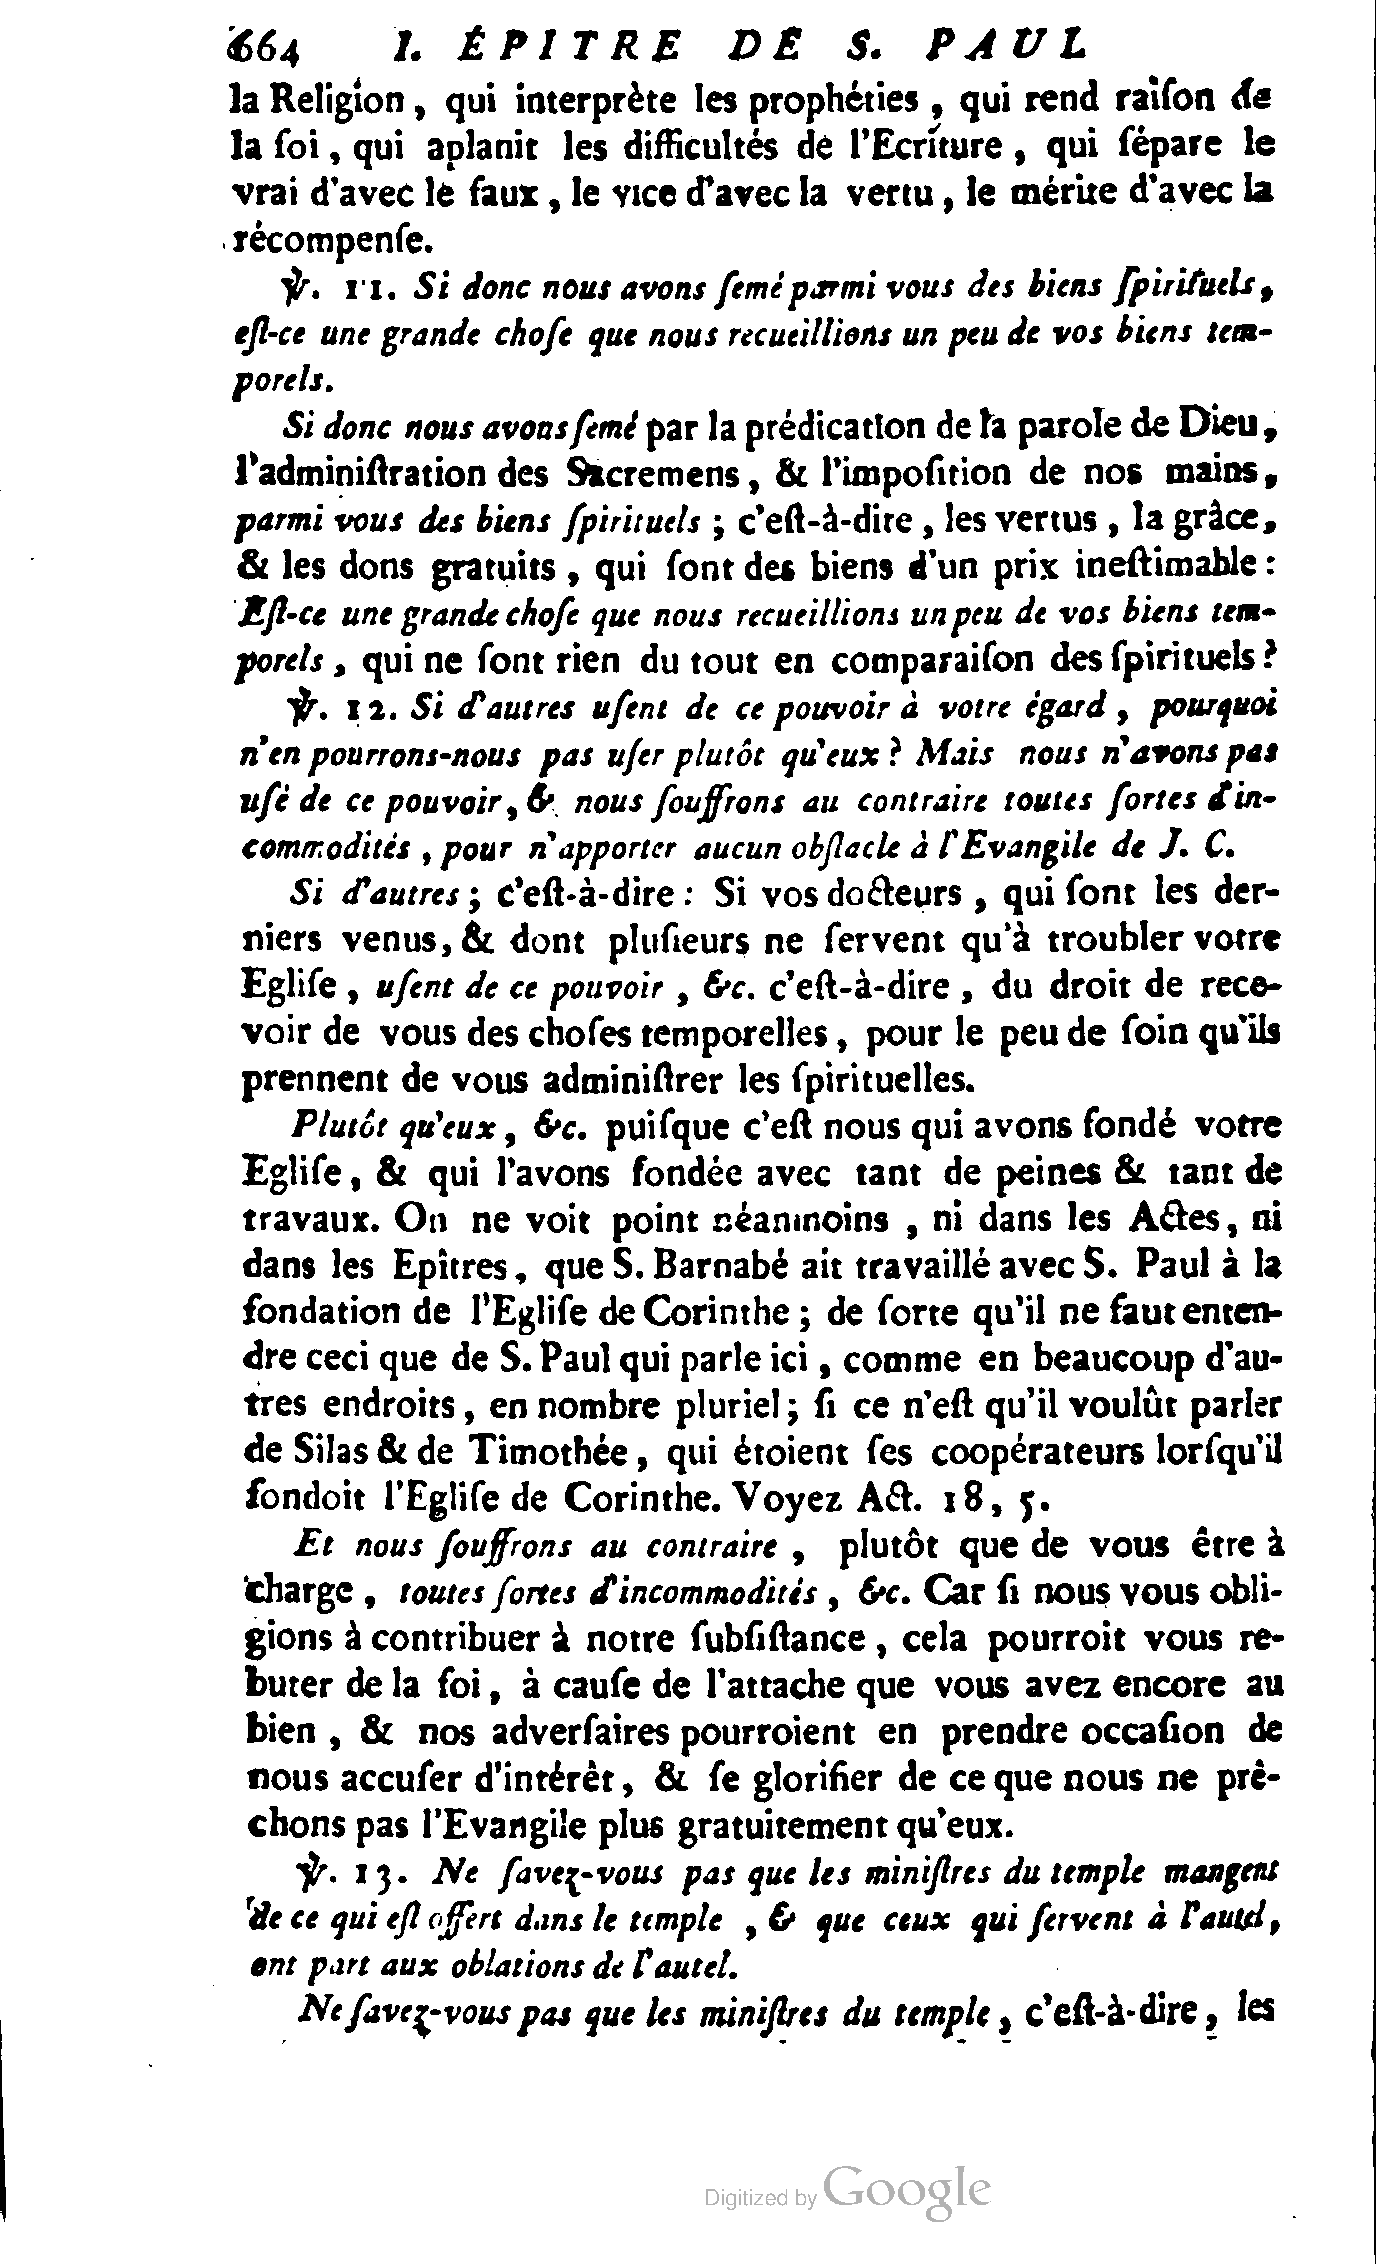 664 I. ÉPITRE DE S. PAUL
la Religion, qui interprète les prophéties, qui rend raiſon de
la foi, qui aplanit les difficultés de l'Ecriture, qui ſépare le
vrai d'avec le faux, le vice d'avec la vertu, le mérite d'avec la
récompenſe.
℣. 11. Si donc nous avons ſemé parmi vous des biens ſpirituels,
eſt-ce une grande choſe que nous recueillions un peu de vos biens tem-
porels.
Si donc nous avons ſemé par la prédication de la parole de Dieu,
l'adminiſtration des Sacremens, & l'impoſition de nos mains,
parmi vous des biens ſpirituels; c'eſt-à-dire, les vertus, la grâce,
& les dons gratuits, qui ſont des biens d'un prix ineſtimable:
Eſt-ce une grande choſe que nous recueillions un peu de vos biens tem-
porels, qui ne ſont rien du tout en comparaiſon des ſpirituels?
℣. 12. Si d'autres uſent de ce pouvoir à votre égard, pourquoi
n'en pourrons-nous pas uſer plutôt qu'eux? Mais nous n'avons pas
uſé de ce pouvoir, & nous ſouffrons au contraire toutes ſortes d'in-
commodités, pour n'apporter aucun obſtacle à l'Evangile de J. C.
Si d'autres; c'eſt-à-dire: Si vos docteurs, qui ſont les der-
niers venus, & dont pluſieurs ne ſervent qu'à troubler votre
Egliſe, uſent de ce pouvoir, &c. c'eſt-à-dire, du droit de rece-
voir de vous des choſes temporelles, pour le peu de ſoin qu'ils
prennent de vous adminiſtrer les ſpirituelles.
Plutôt qu'eux, &c. puiſque c'eſt nous qui avons fondé votre
Egliſe, & qui l'avons fondée avec tant de peines & tant de
travaux. On ne voit point néanmoins, ni dans les Actes, ni
dans les Epîtres, que S. Barnabé ait travaillé avec S. Paul à la
fondation de l'Egliſe de Corinthe; de ſorte qu'il ne faut enten-
dre ceci que de S. Paul qui parle ici, comme en beaucoup d'au-
tres endroits, en nombre pluriel; ſi ce n'eſt qu'il voulût parler
de Silas & de Timothée, qui étoient ſes coopérateurs lorſqu'il
fondoit l'Egliſe de Corinthe. Voyez Act. 18, 5.
Et nous ſouffrons au contraire, plutôt que de vous être à
charge, toutes ſortes d'incommodités, &c. Car ſi nous vous obli-
gions à contribuer à notre ſubſiſtance, cela pourroit vous re-
buter de la foi, à cauſe de l'attache que vous avez encore au
bien, & nos adverſaires pourroient en prendre occaſion de
nous accuſer d'intérêt, & ſe glorifier de ce que nous ne prê-
chons pas l'Evangile plus gratuitement qu'eux.
℣. 13. Ne ſavez-vous pas que les miniſtres du temple mangent
de ce qui eſt offert dans le temple, & que ceux qui ſervent à l'autel,
ont part aux oblations de l'autel.
Ne ſavez-vous pas que les miniſtres du temple, c'eſt-à-dire, les
Digitized by Google